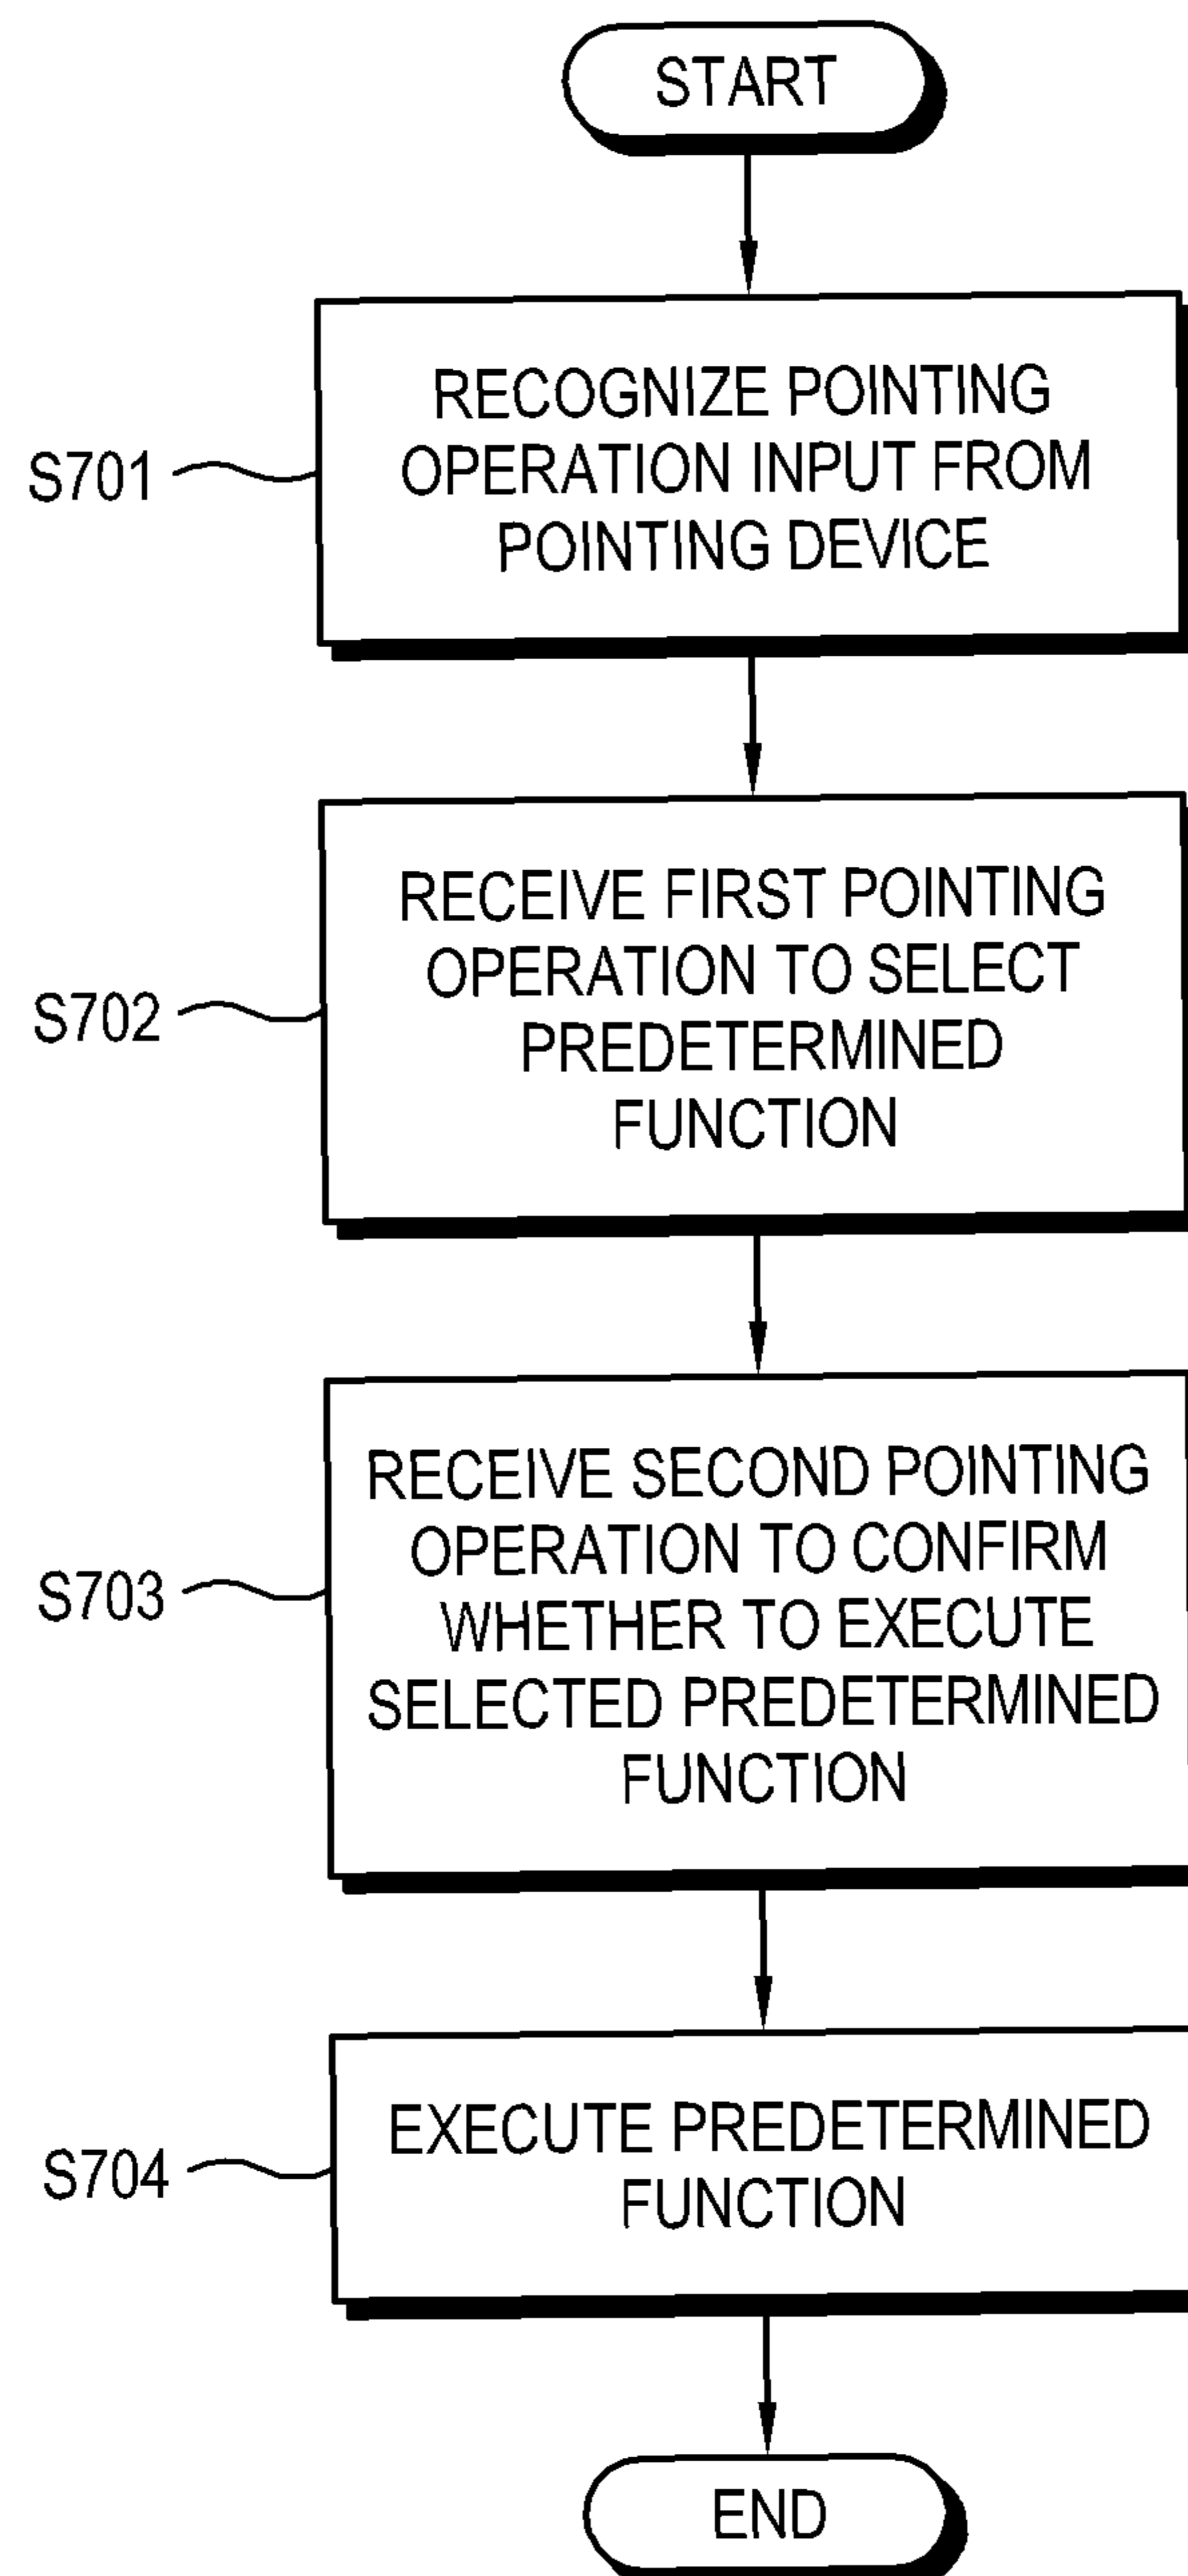 START
S701
RECOGNIZE POINTING
OPERATION INPUT FROM
POINTING DEVICE
S702
RECEIVE FIRST POINTING
OPERATION TO SELECT
PREDETERMINED
FUNCTION
S703
RECEIVE SECOND POINTING
OPERATION TO CONFIRM
WHETHER TO EXECUTE
SELECTED PREDETERMINED
FUNCTION
S704
EXECUTE PREDETERMINED
FUNCTION
END